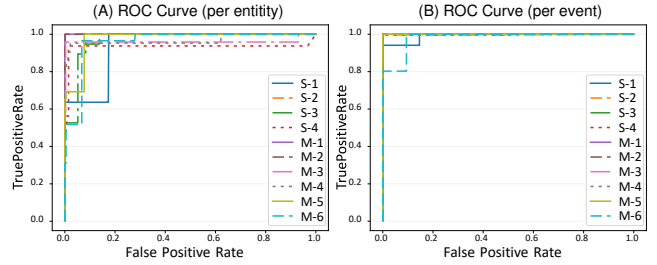 (A) ROC Curve (per entitity)
TruePositiveRate
1.0
0.8
0.6
0.4
0.2
0.0
S-1
S-2
S-3
S-4
M-1
M-2
M-3
M-4
M-5
M-6
0.0 0.2 0.4 0.6 0.8 1.0
False Positive Rate
(B) ROC Curve (per event)
TruePositiveRate
1.0
0.8
0.6
0.4
0.2
0.0
S-1
S-2
S-3
S-4
M-1
M-2
M-3
M-4
M-5
M-6
0.0 0.2 0.4 0.6 0.8 1.0
False Positive Rate